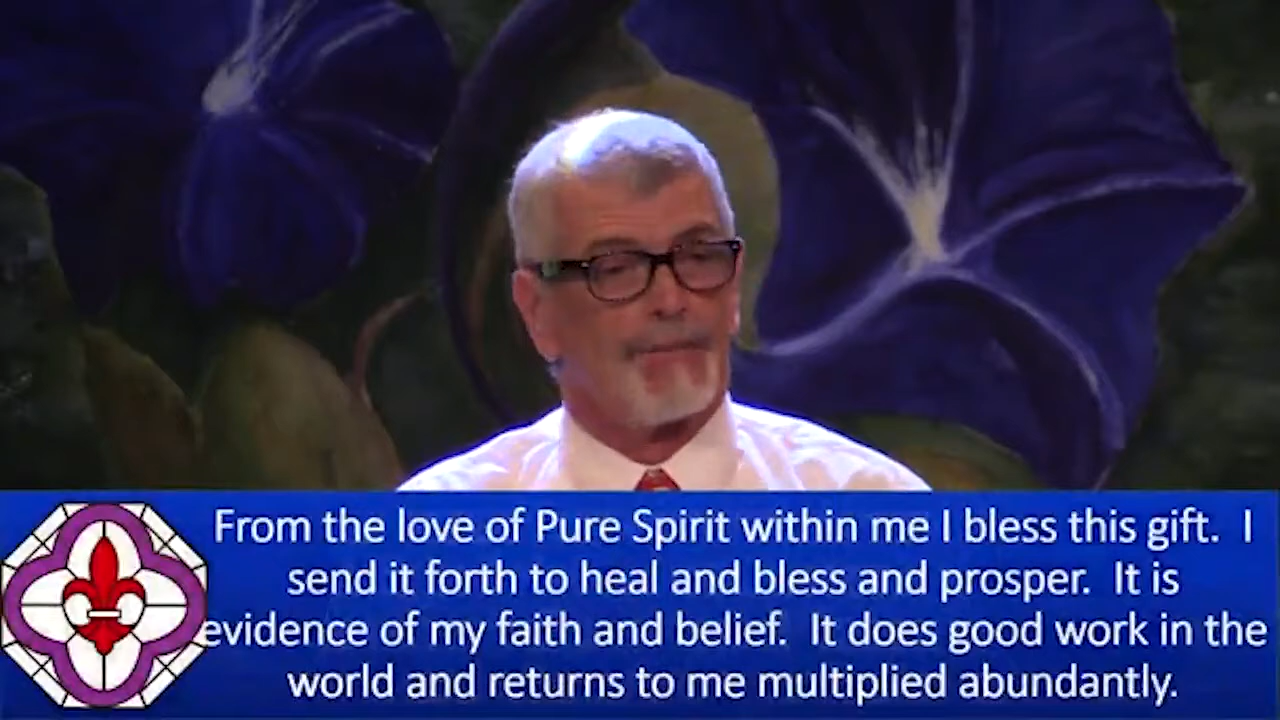 From the love of Pure Spirit within me I bless this gift.  I
send it forth to heal and bless and prosper.  It is
evidence of my faith and belief.  It does good work in the
world and returns to me multiplied abundantly.